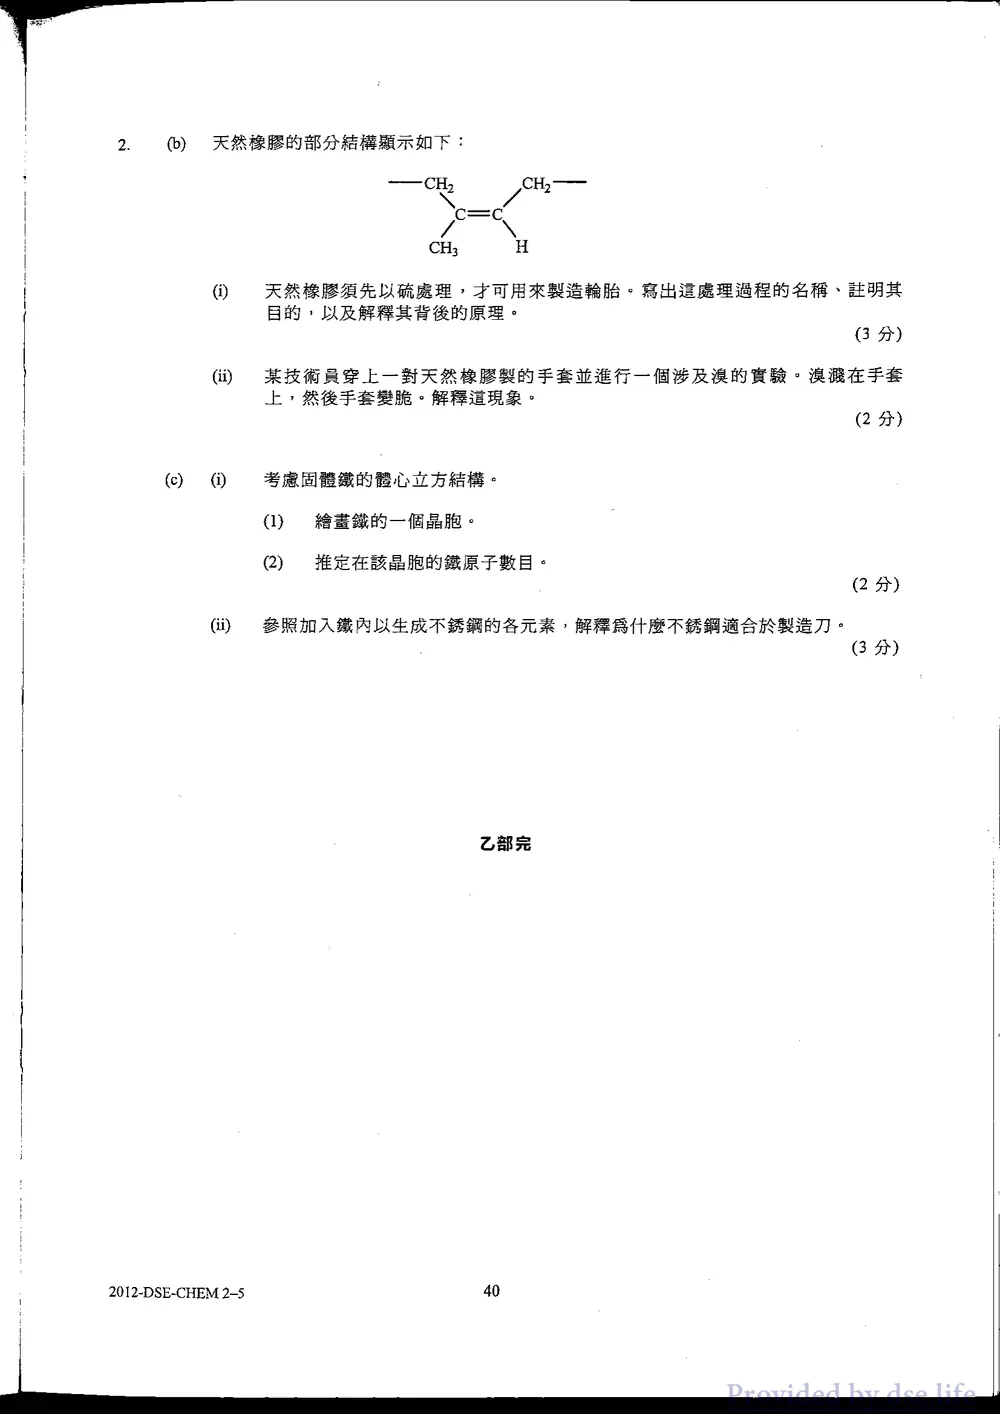 2. (b) 天然橡膠的部分結構顯示如下：
CH₂ CH₂
C=C
CH₃ H
(i) 天然橡膠須先以硫處理，才可用來製造輪胎。寫出這處理過程的名稱、註明其
目的，以及解釋其背後的原理。
(3 分)
(ii) 某技術員穿上一對天然橡膠製的手套並進行一個涉及溴的實驗。溴濺在手套
上，然後手套變脆。解釋這現象。
(2 分)
(c) (i) 考慮固體鐵的體心立方結構。
(1) 繪畫鐵的一個晶胞。
(2) 推定在該晶胞的鐵原子數目。
(2 分)
(ii) 參照加入鐵內以生成不銹鋼的各元素，解釋爲什麼不銹鋼適合於製造刀。
(3 分)
乙部完
2012-DSE-CHEM 2–5 40
Provided by dse.life